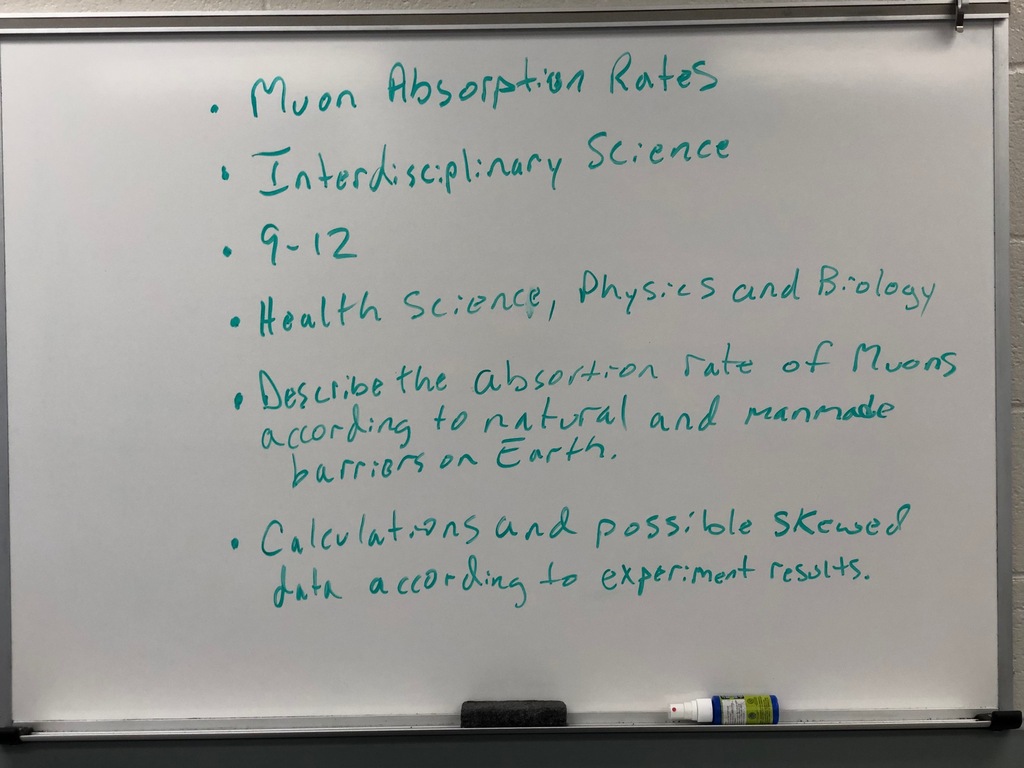 • Muon Absorption Rates
• Interdisciplinary Science
• 9-12
• Health Science, Physics and Biology
• Describe the absortion rate of Muons
according to natural and manmade
barriers on Earth.
• Calculations and possible skewed
data according to experiment results.